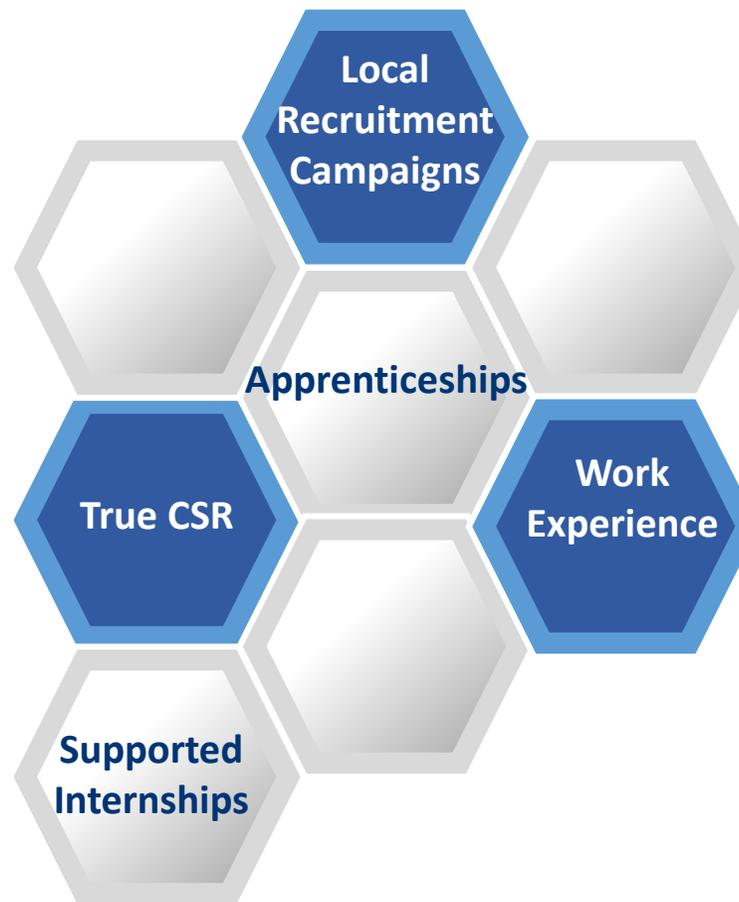 Local
Recruitment
Campaigns
Apprenticeships
True CSR
Work
Experience
Supported
Internships